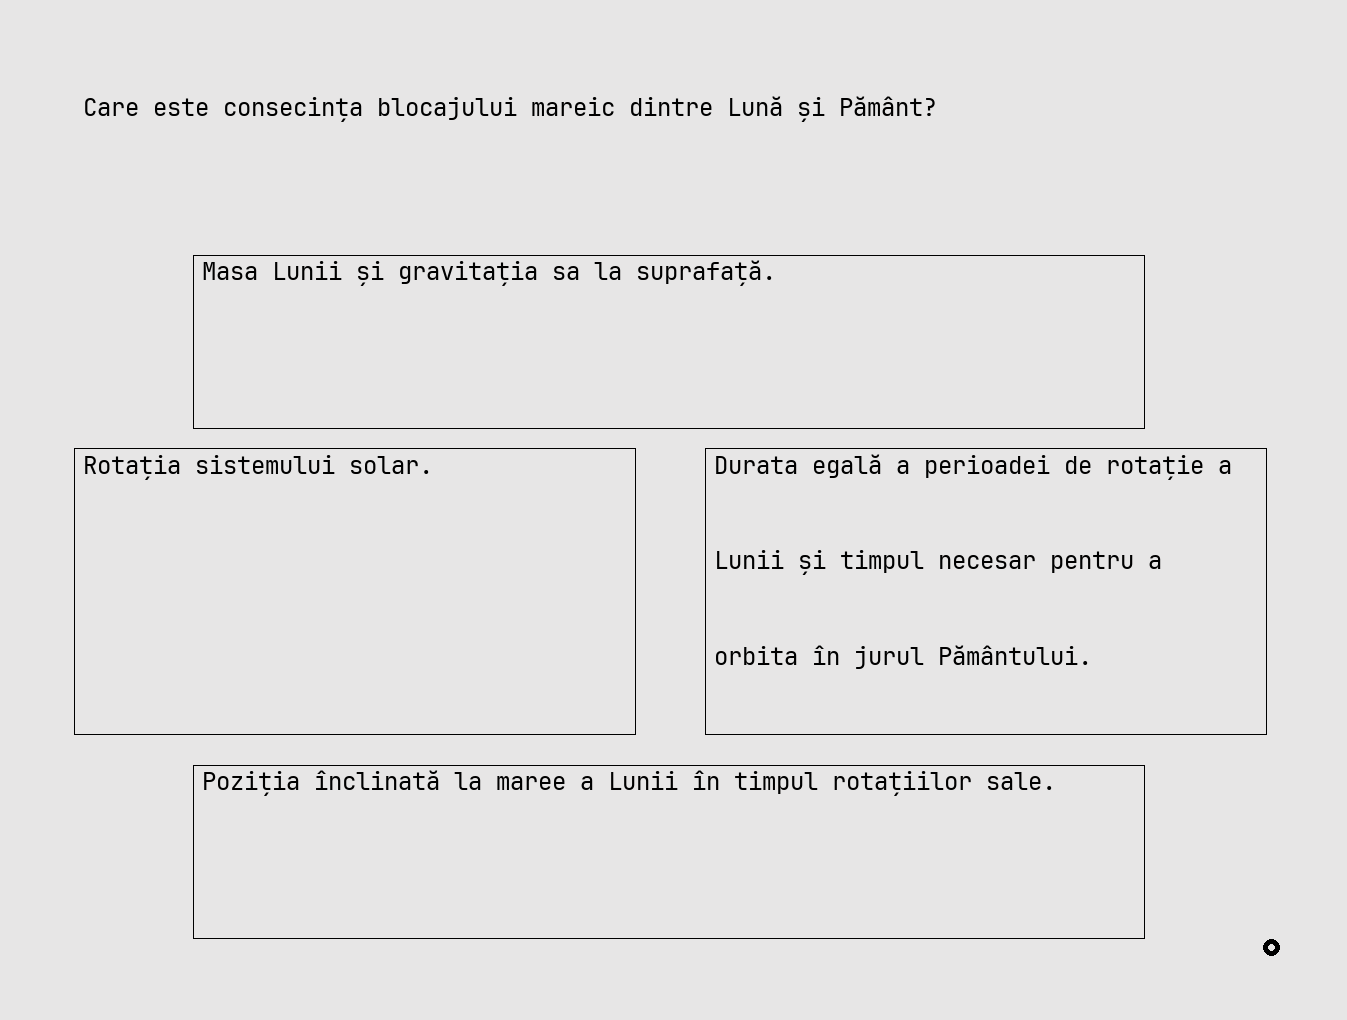 Care este consecința blocajului mareic dintre Lună și Pământ?
Masa Lunii și gravitația sa la suprafață.
Rotația sistemului solar.
Durata egală a perioadei de rotație a
Lunii și timpul necesar pentru a
orbita în jurul Pământului.
Poziția înclinată la maree a Lunii în timpul rotațiilor sale.